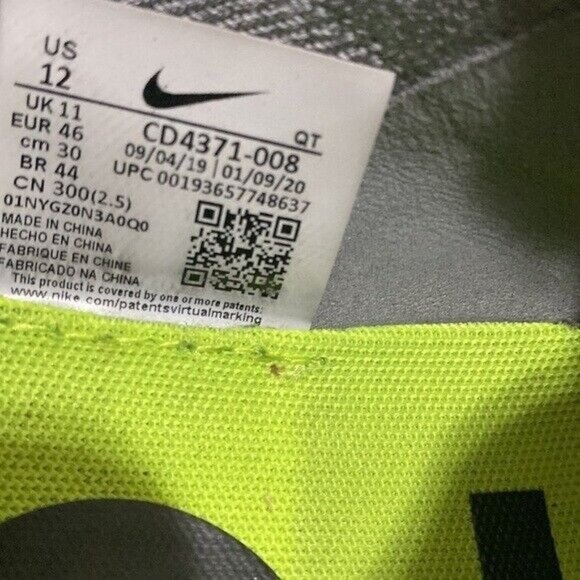 US
12
UK 11
EUR 46
cm 30
BR 44
CN 300(2.5)
01NYGZ0N3A0Q0
QT
CD4371-008
09/04/19 01/09/20
UPC 00193657748637
MADE IN CHINA
HECHO EN CHINA
FABRIQUE EN CHINE
FABRICADO NA CHINA
This product is covered by one or more patents:
www.nike.com/patentsvirtualmarking